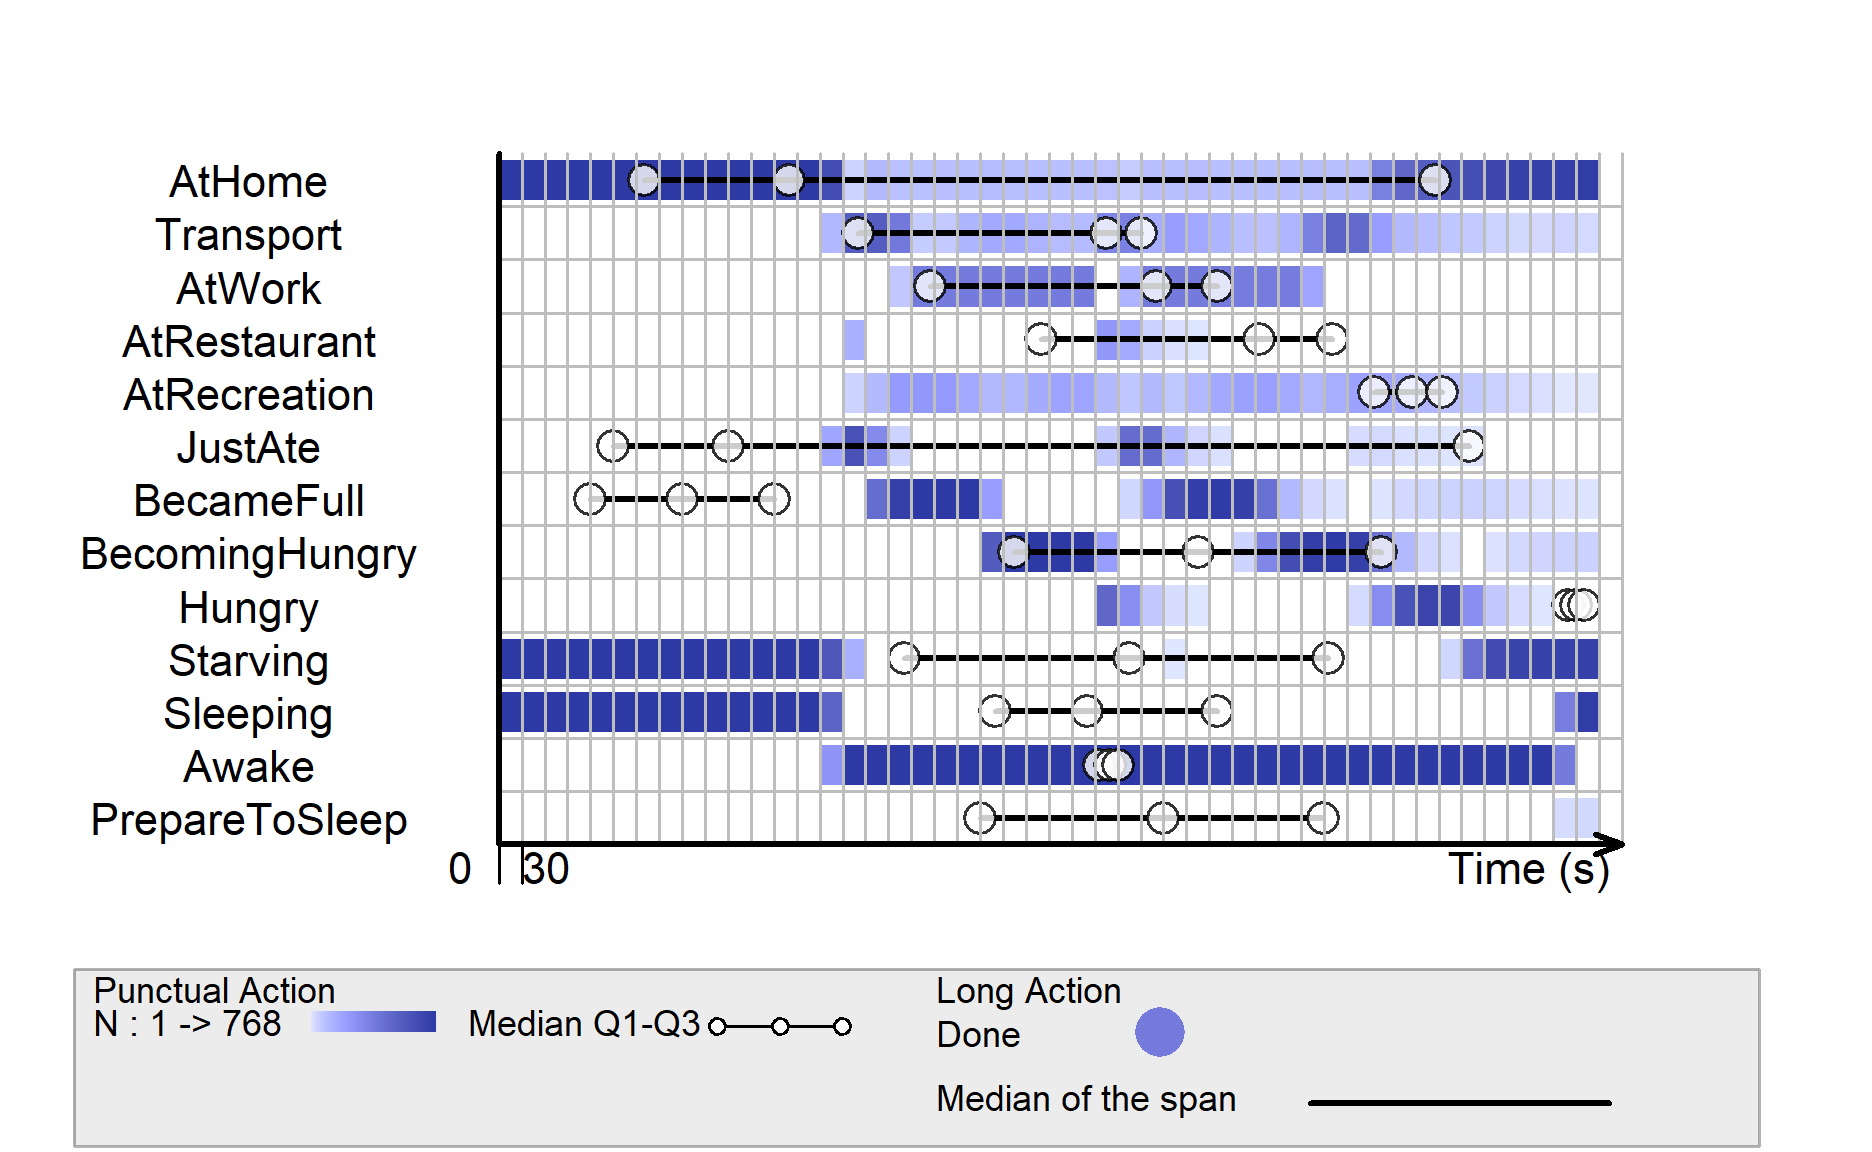 AtHome
Transport
AtWork
AtRestaurant
AtRecreation
JustAte
BecameFull
BecomingHungry
Hungry
Starving
Sleeping
Awake
PrepareToSleep
0 30 Time (s)
Punctual Action
N : 1 -> 768 Median Q1-Q3
Long Action
Done
Median of the span